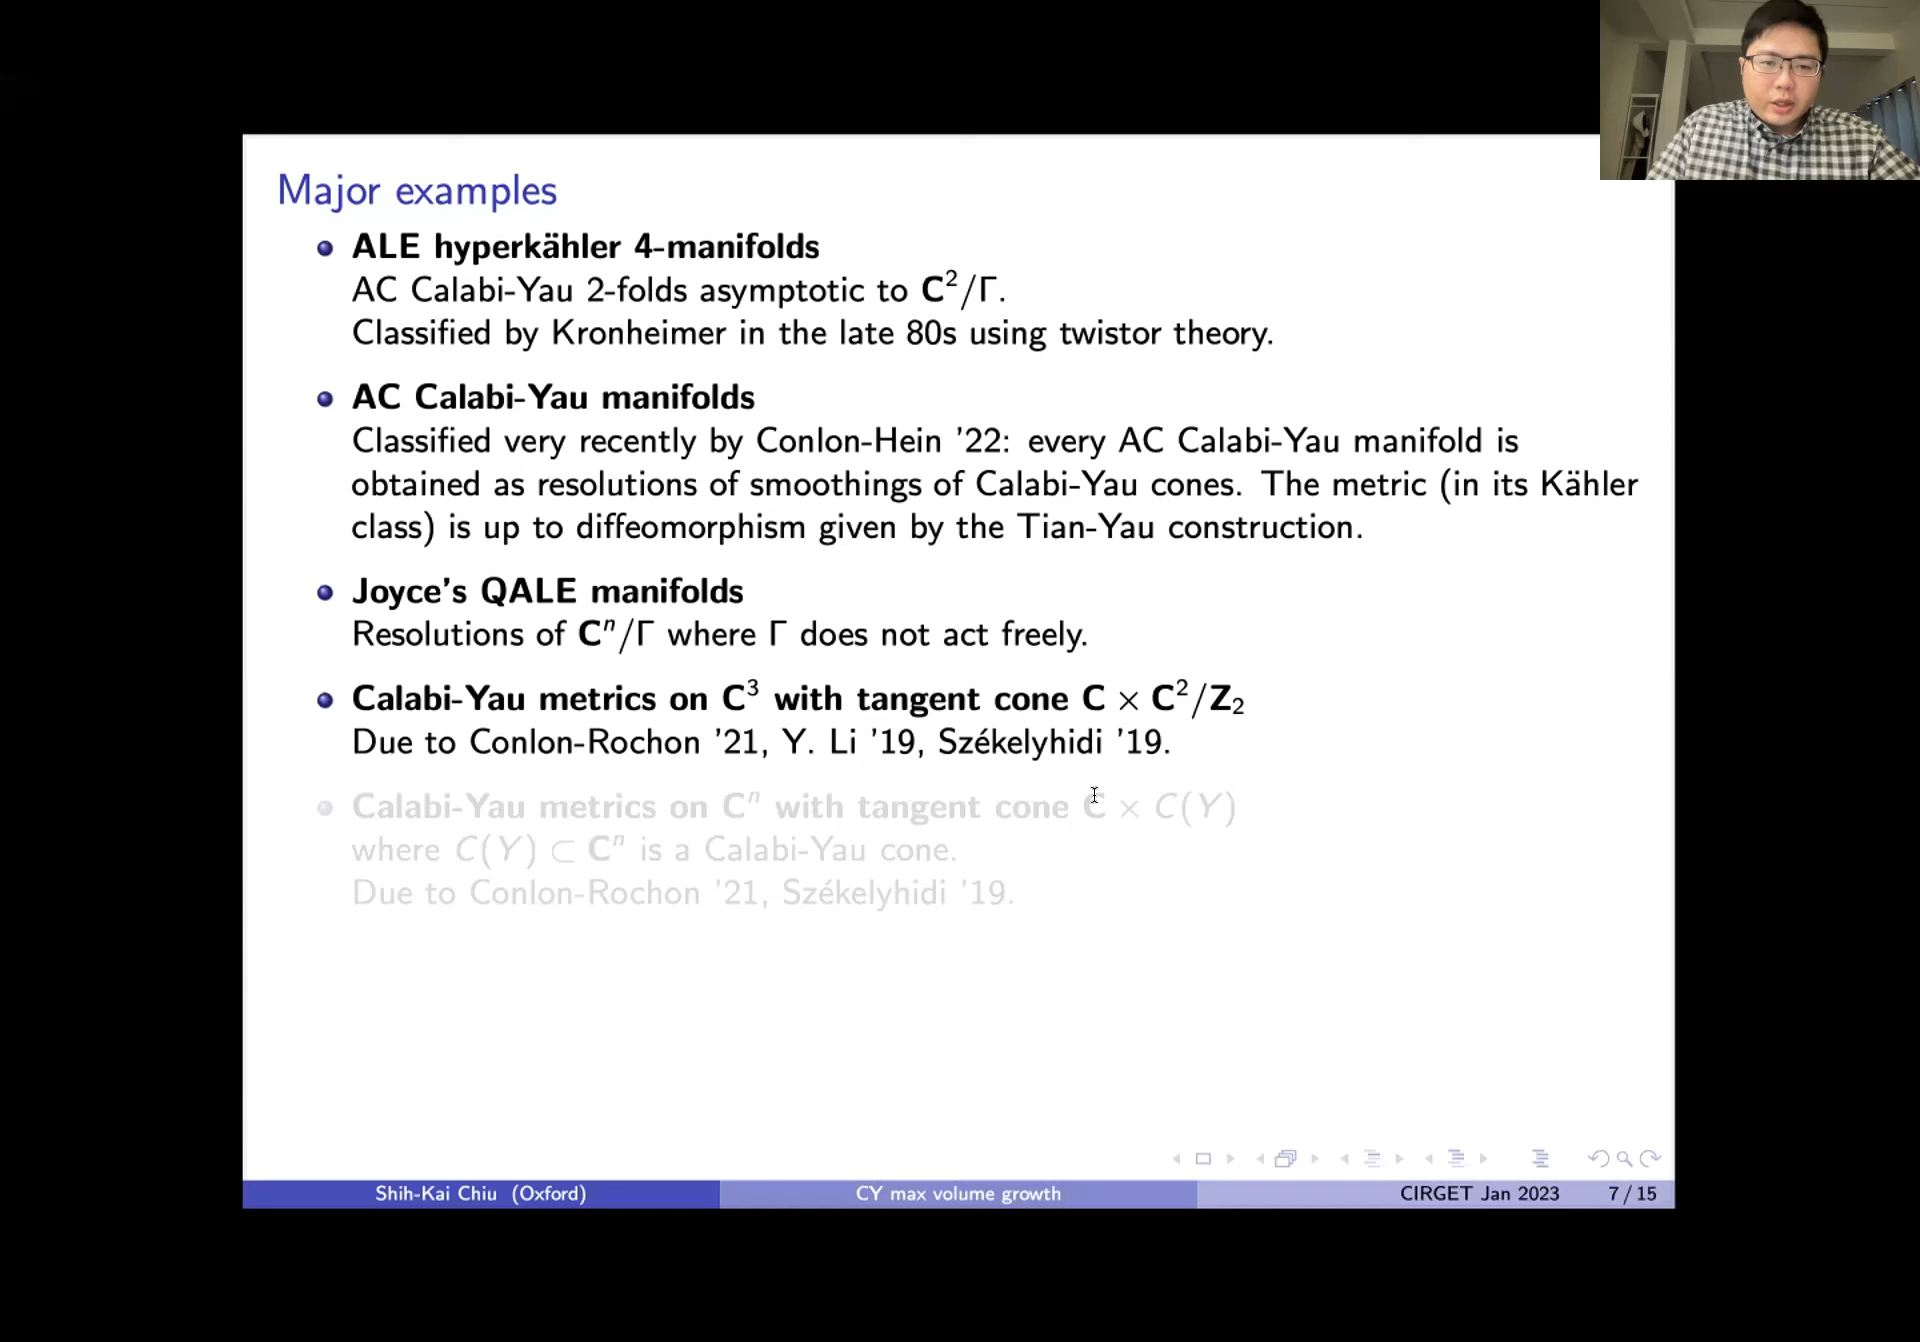 Major examples
ALE hyperkähler 4-manifolds
AC Calabi-Yau 2-folds asymptotic to C²/Γ.
Classified by Kronheimer in the late 80s using twistor theory.
AC Calabi-Yau manifolds
Classified very recently by Conlon-Hein '22: every AC Calabi-Yau manifold is
obtained as resolutions of smoothings of Calabi-Yau cones. The metric (in its Kähler
class) is up to diffeomorphism given by the Tian-Yau construction.
Joyce's QALE manifolds
Resolutions of Cⁿ/Γ where Γ does not act freely.
Calabi-Yau metrics on C³ with tangent cone C × C²/Z₂
Due to Conlon-Rochon '21, Y. Li '19, Székelyhidi '19.
Calabi-Yau metrics on Cⁿ with tangent cone C × C(Y)
where C(Y) ⊂ Cⁿ is a Calabi-Yau cone.
Due to Conlon-Rochon '21, Székelyhidi '19.
Shih-Kai Chiu (Oxford) CY max volume growth CIRGET Jan 2023 7 / 15